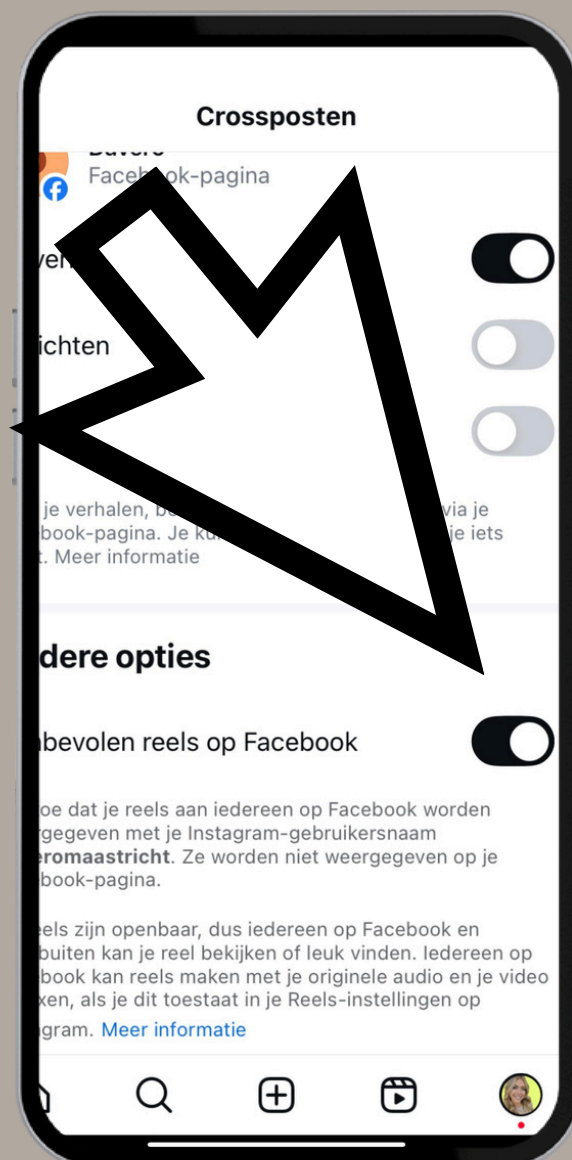 Crossposten
Facebook-pagina
ichten
je verhalen, via je
book-pagina. Je je iets
t. Meer informatie
dere opties
bevolen reels op Facebook
oe dat je reels aan iedereen op Facebook worden
rgegeven met je Instagram-gebruikersnaam
eromaastricht. Ze worden niet weergegeven op je
book-pagina.
els zijn openbaar, dus iedereen op Facebook en
buiten kan je reel bekijken of leuk vinden. Iedereen op
book kan reels maken met je originele audio en je video
xen, als je dit toestaat in je Reels-instellingen op
gram. Meer informatie